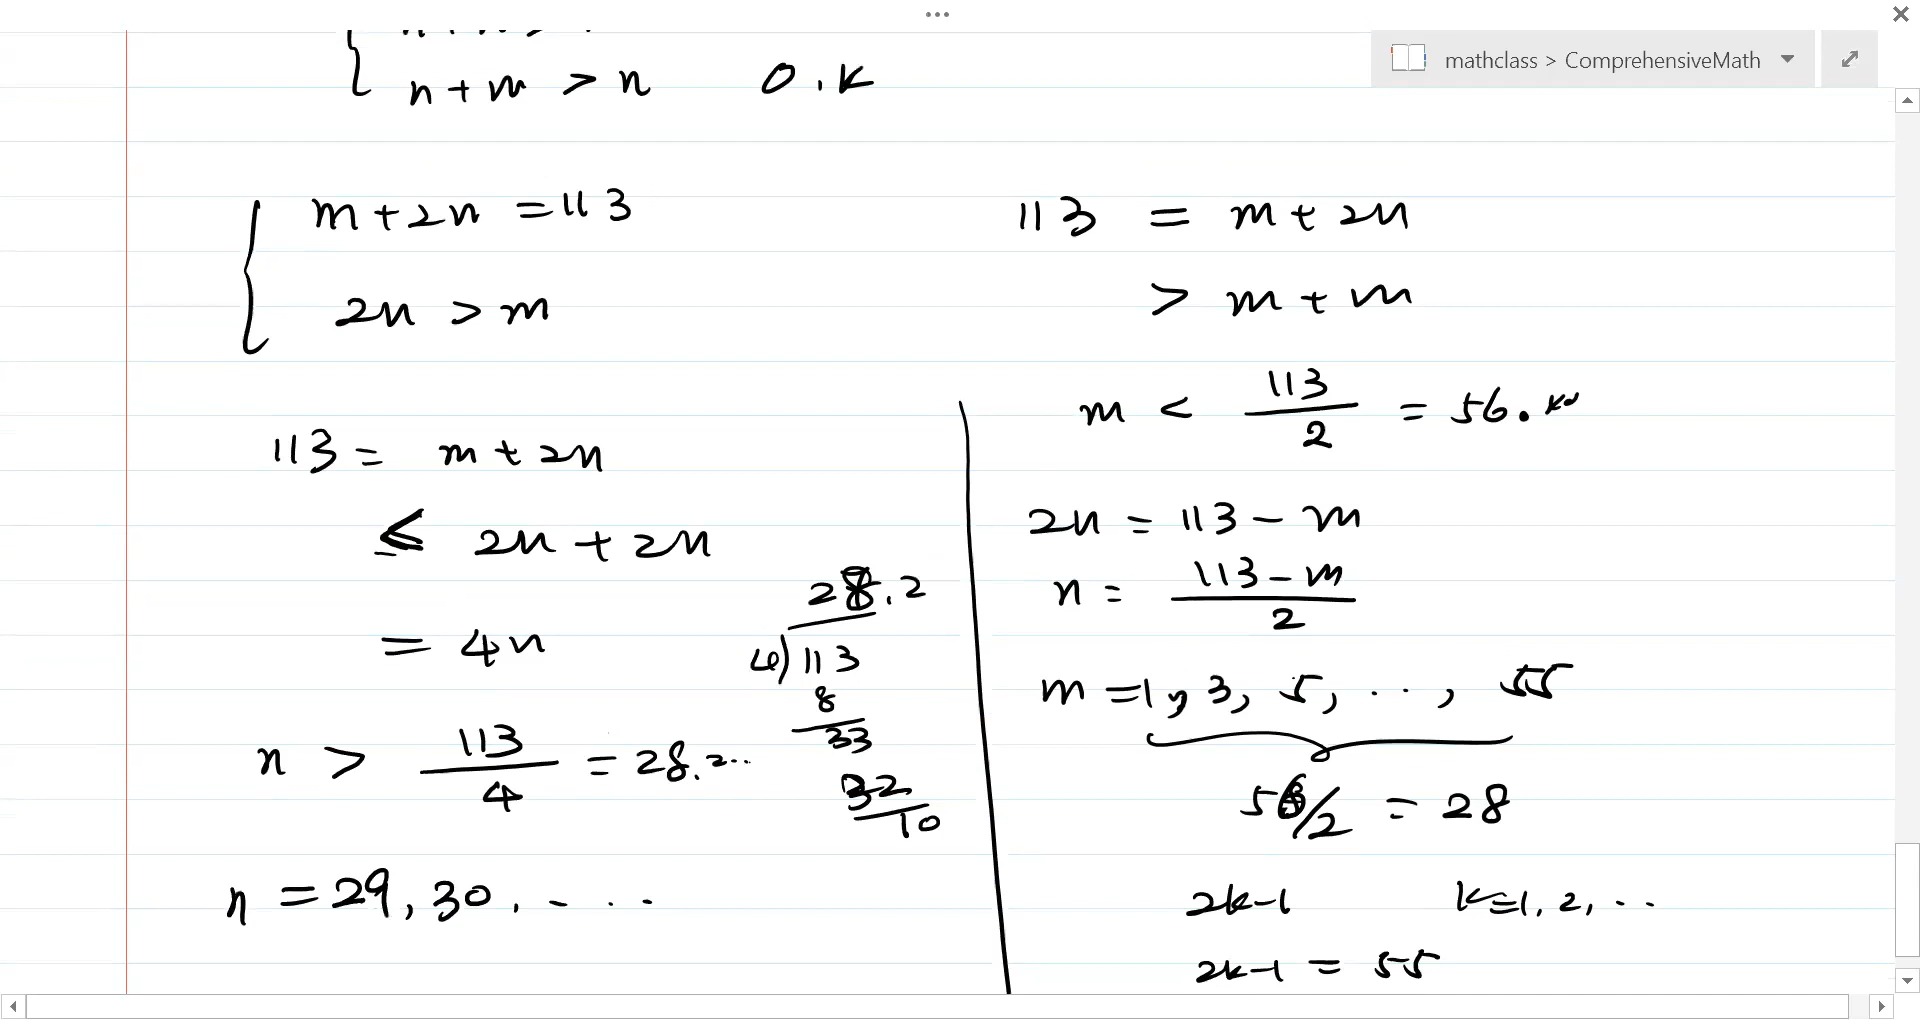 mathclass > ComprehensiveMath
n+m > n 0.K
m+2n = 113
2n > m
113 = m+2n
≤ 2n+2n
= 4n
28.2
4)113
8
33
32
10
n > 113/4 = 28.2..
n = 29, 30, - ...
113 = m+2n
> m+m
m < 113/2 = 56.
2n = 113-m
n = 113-m/2
m = 1, 3, 5, ..., 55
56/2 = 28
2k-1 k=1, 2, ..
2k-1 = 55